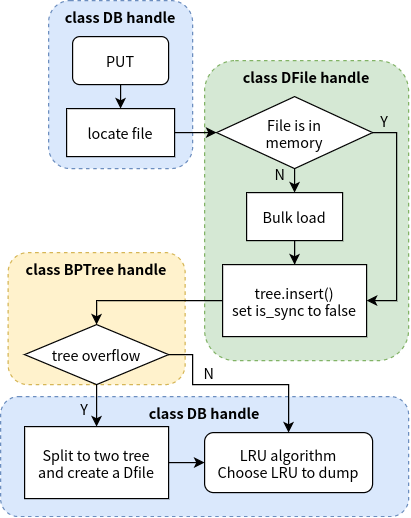 class DB handle
PUT
locate file
class DFile handle
File is in
memory
Y
N
Bulk load
tree.insert()
set is_sync to false
class BPTree handle
tree overflow
N
Y
class DB handle
Split to two tree
and create a Dfile
LRU algorithm
Choose LRU to dump